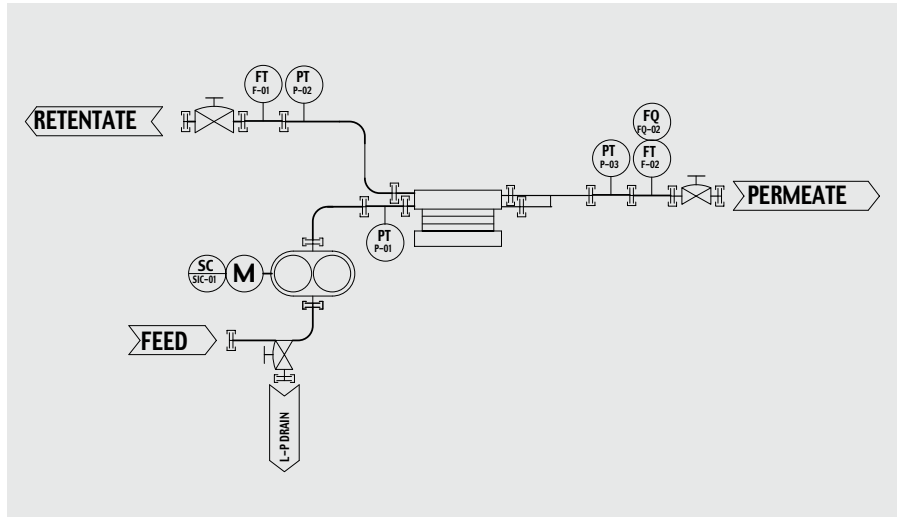 FT
F-01
PT
P-02
RETENTATE
FQ
FQ-02
PT
P-03
FT
F-02
PERMEATE
PT
P-01
SC
SIC-01
M
FEED
L-P DRAIN